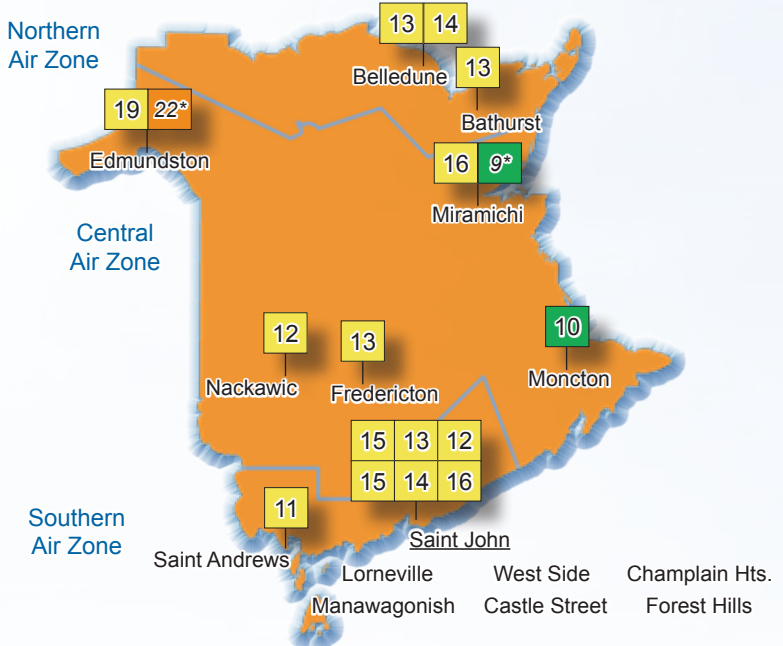 Northern
Air Zone
13 14
Belledune
13
Bathurst
19 22*
Edmundston
16 9*
Miramichi
Central
Air Zone
12
Nackawic
13
Fredericton
10
Moncton
15 13 12
15 14 16
Saint John
11
Saint Andrews
Southern
Air Zone
Lorneville West Side Champlain Hts.
Manawagonish Castle Street Forest Hills